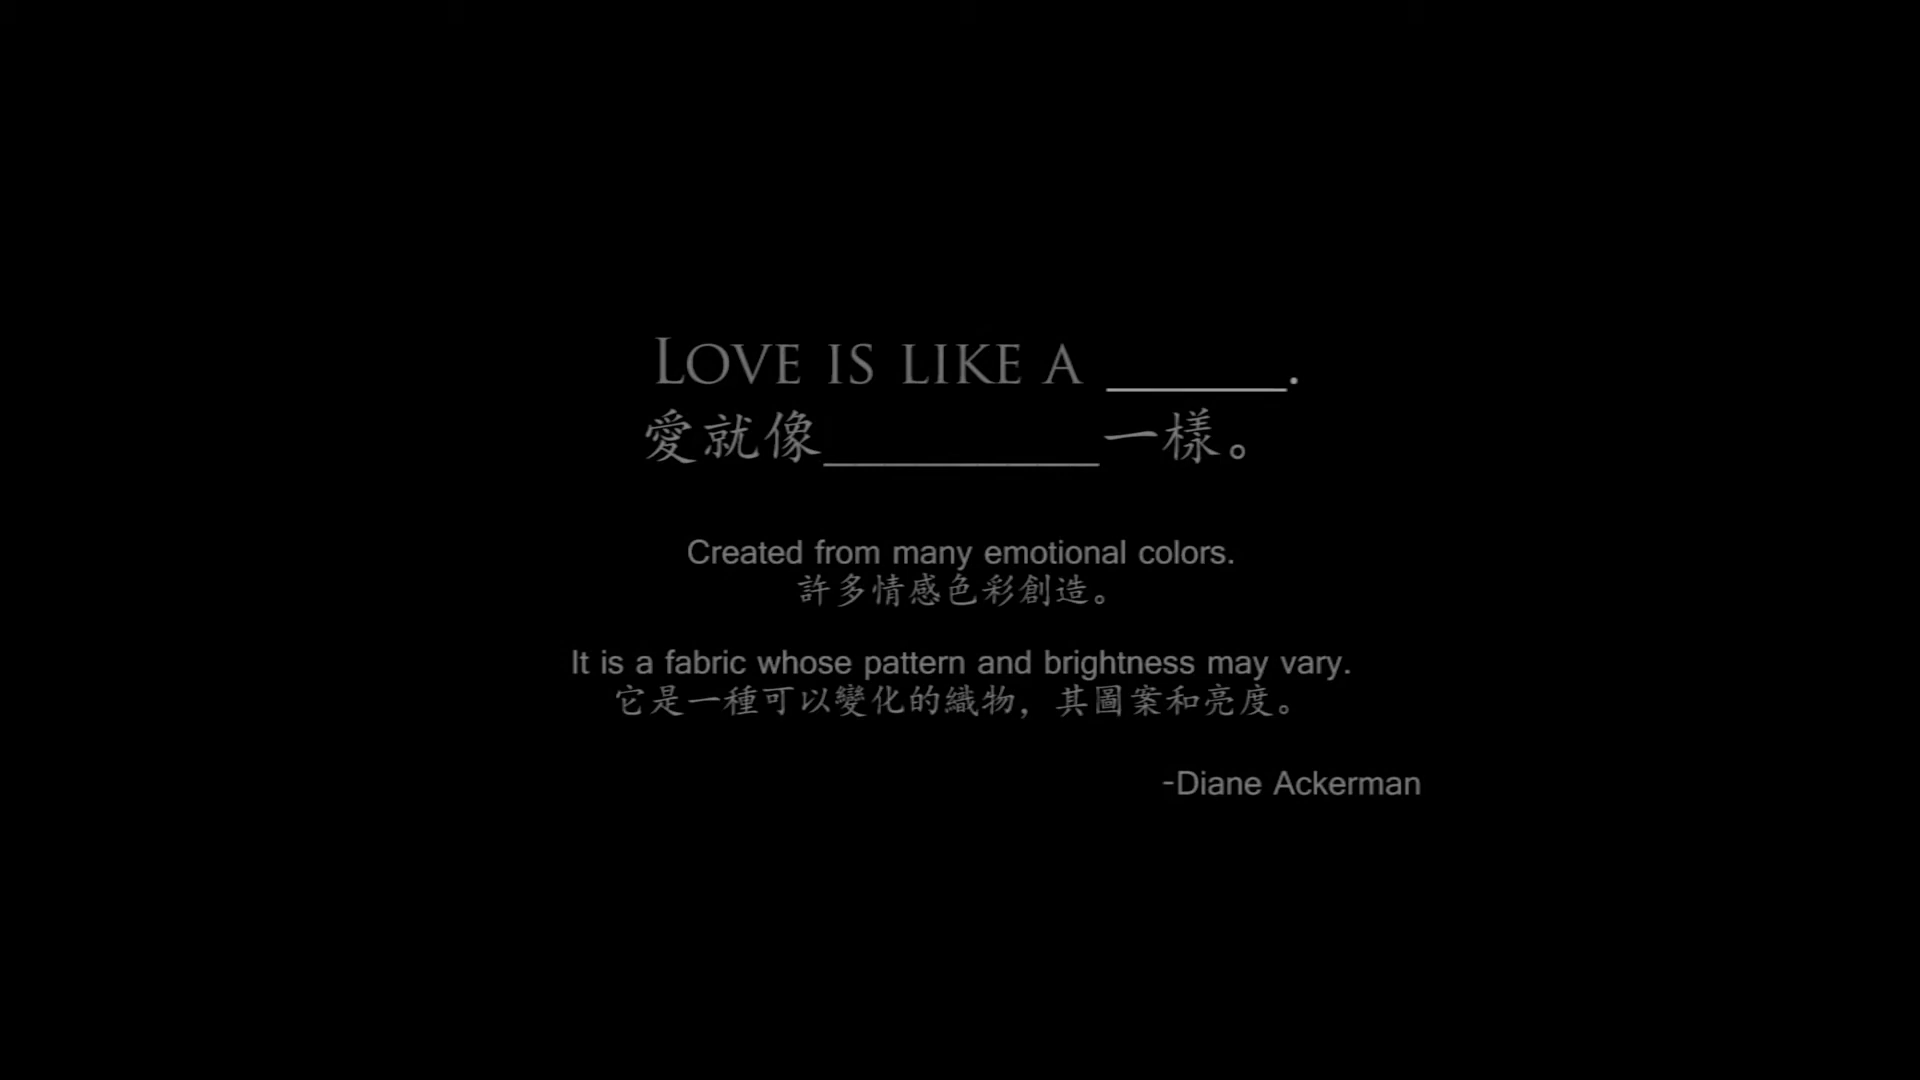 LOVE IS LIKE A ______.
愛就像_________一樣。
Created from many emotional colors.
許多情感色彩創造。
It is a fabric whose pattern and brightness may vary.
它是一種可以變化的織物，其圖案和亮度。
-Diane Ackerman